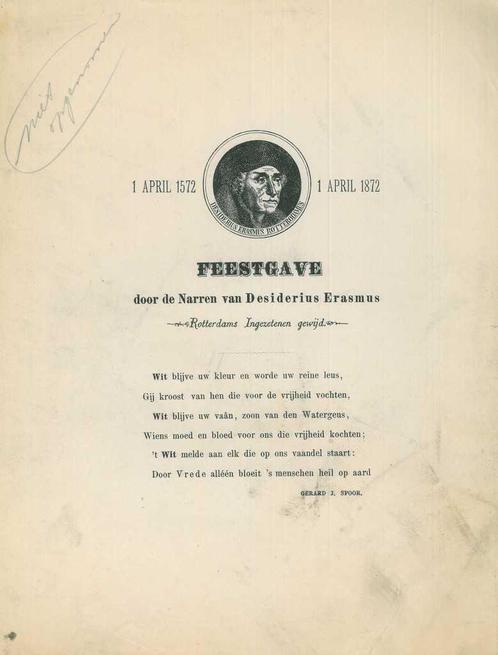 niet
opgenomen
1 APRIL 1572
1 APRIL 1872
DESIDERIUS ERASMUS ROTTERODAMUS
FEESTGAVE
door de Narren van Desiderius Erasmus
Rotterdams Ingezetenen gewijd.
Wit blijve uw kleur en worde uw reine leus,
Gij kroost van hen die voor de vrijheid vochten,
Wit blijve uw vaân, zoon van den Watergeus,
Wiens moed en bloed voor ons die vrijheid kochten;
't Wit melde aan elk die op ons vaandel staart:
Door Vrede alléén bloeit 's menschen heil op aard
GERARD J. SPOOR.